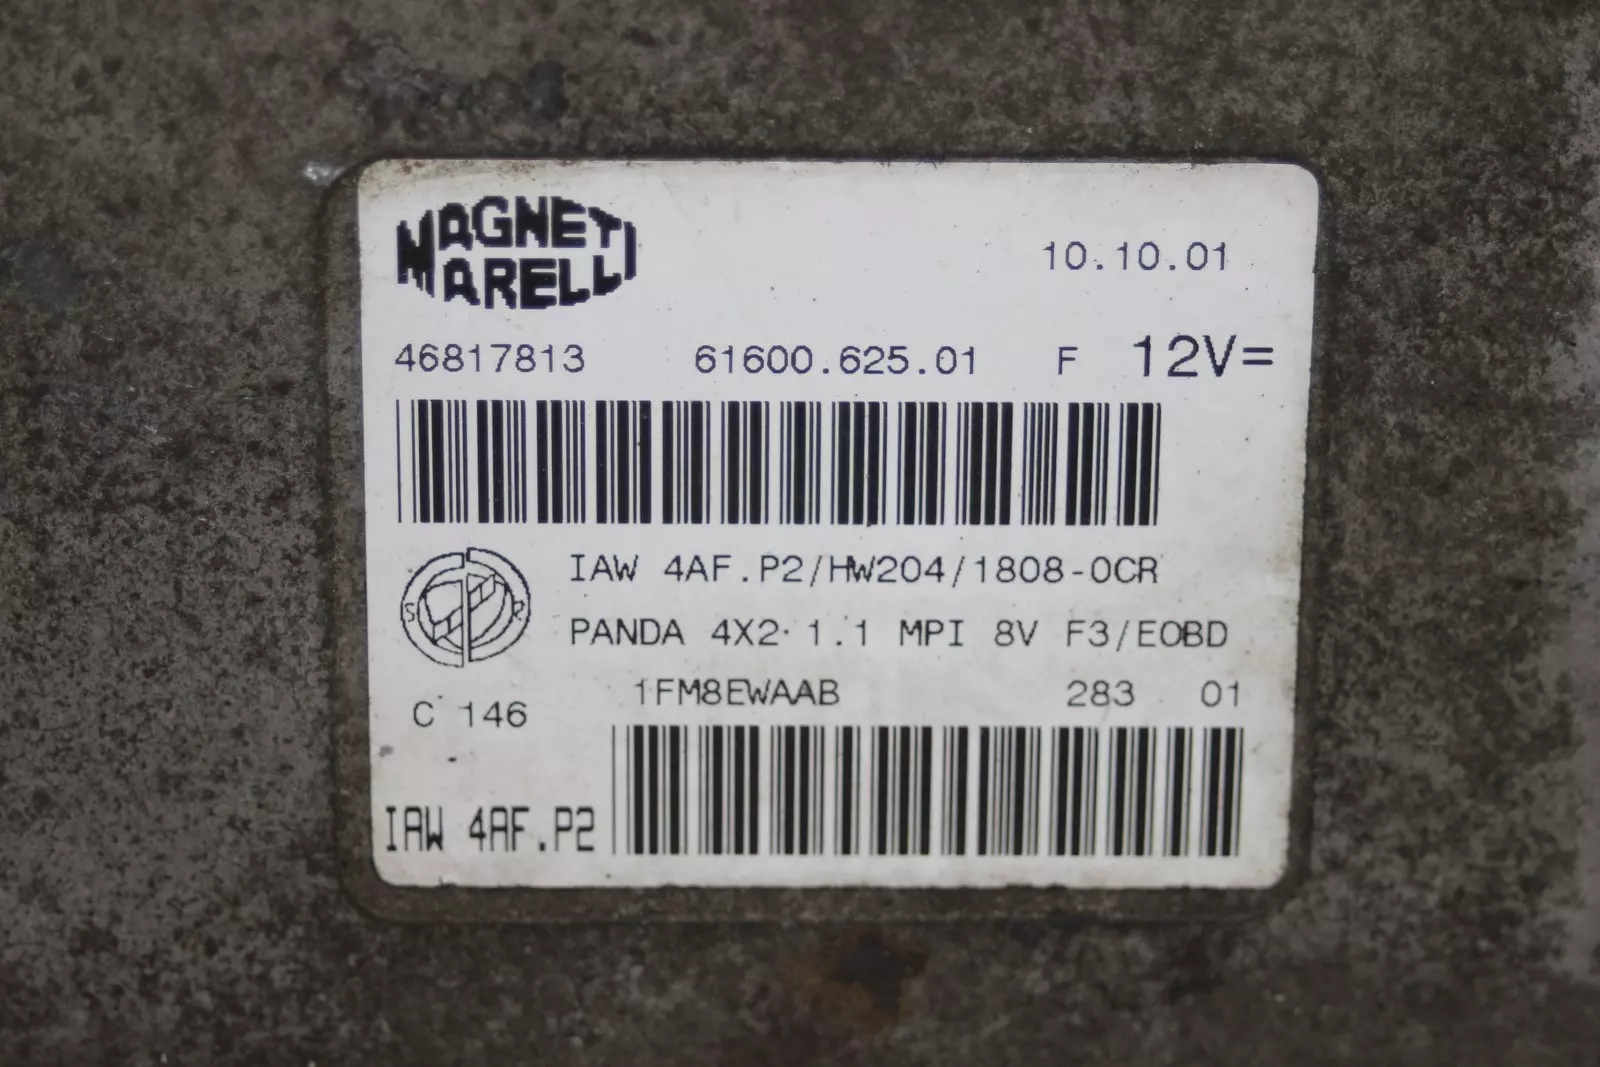 MAGNETI
MARELLI
10.10.01
46817813 61600.625.01 F 12V=
IAW 4AF.P2/HW204/1808-0CR
S R
PANDA 4X2 1.1 MPI 8V F3/EOBD
1FM8EWAAB 283 01
C 146
IAW 4AF.P2